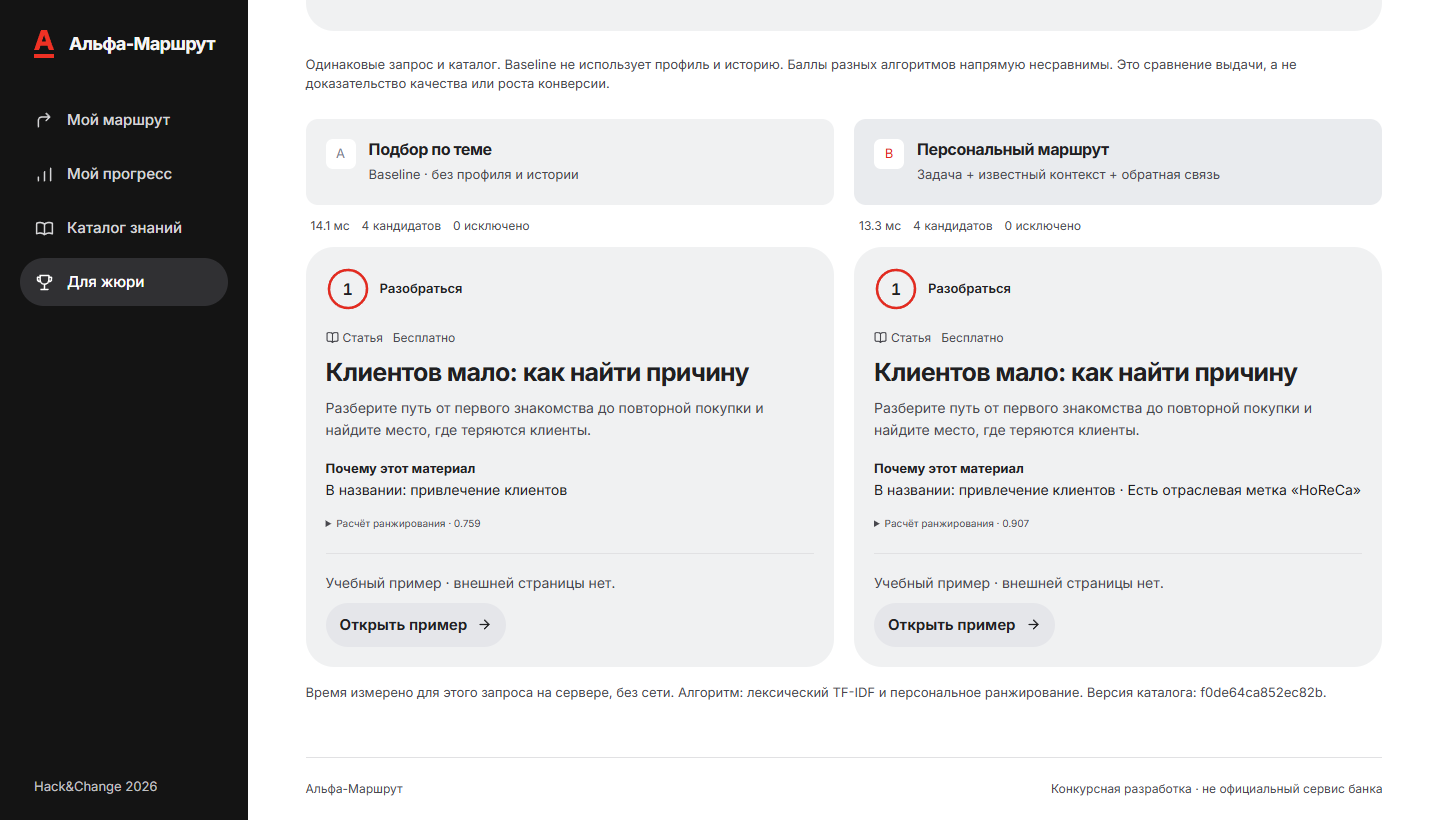 Альфа-Маршрут
Мой маршрут
Мой прогресс
Каталог знаний
Для жюри
Hack&Change 2026
Одинаковые запрос и каталог. Baseline не использует профиль и историю. Баллы разных алгоритмов напрямую несравнимы. Это сравнение выдачи, а не
доказательство качества или роста конверсии.
A
Подбор по теме
Baseline · без профиля и истории
14.1 мс 4 кандидатов 0 исключено
1 Разобраться
Статья Бесплатно
Клиентов мало: как найти причину
Разберите путь от первого знакомства до повторной покупки и
найдите место, где теряются клиенты.
Почему этот материал
В названии: привлечение клиентов
Расчёт ранжирования · 0.759
Учебный пример · внешней страницы нет.
Открыть пример →
B
Персональный маршрут
Задача + известный контекст + обратная связь
13.3 мс 4 кандидатов 0 исключено
1 Разобраться
Статья Бесплатно
Клиентов мало: как найти причину
Разберите путь от первого знакомства до повторной покупки и
найдите место, где теряются клиенты.
Почему этот материал
В названии: привлечение клиентов · Есть отраслевая метка «HoReCa»
Расчёт ранжирования · 0.907
Учебный пример · внешней страницы нет.
Открыть пример →
Время измерено для этого запроса на сервере, без сети. Алгоритм: лексический TF-IDF и персональное ранжирование. Версия каталога: f0de64ca852ec82b.
Альфа-Маршрут
Конкурсная разработка · не официальный сервис банка